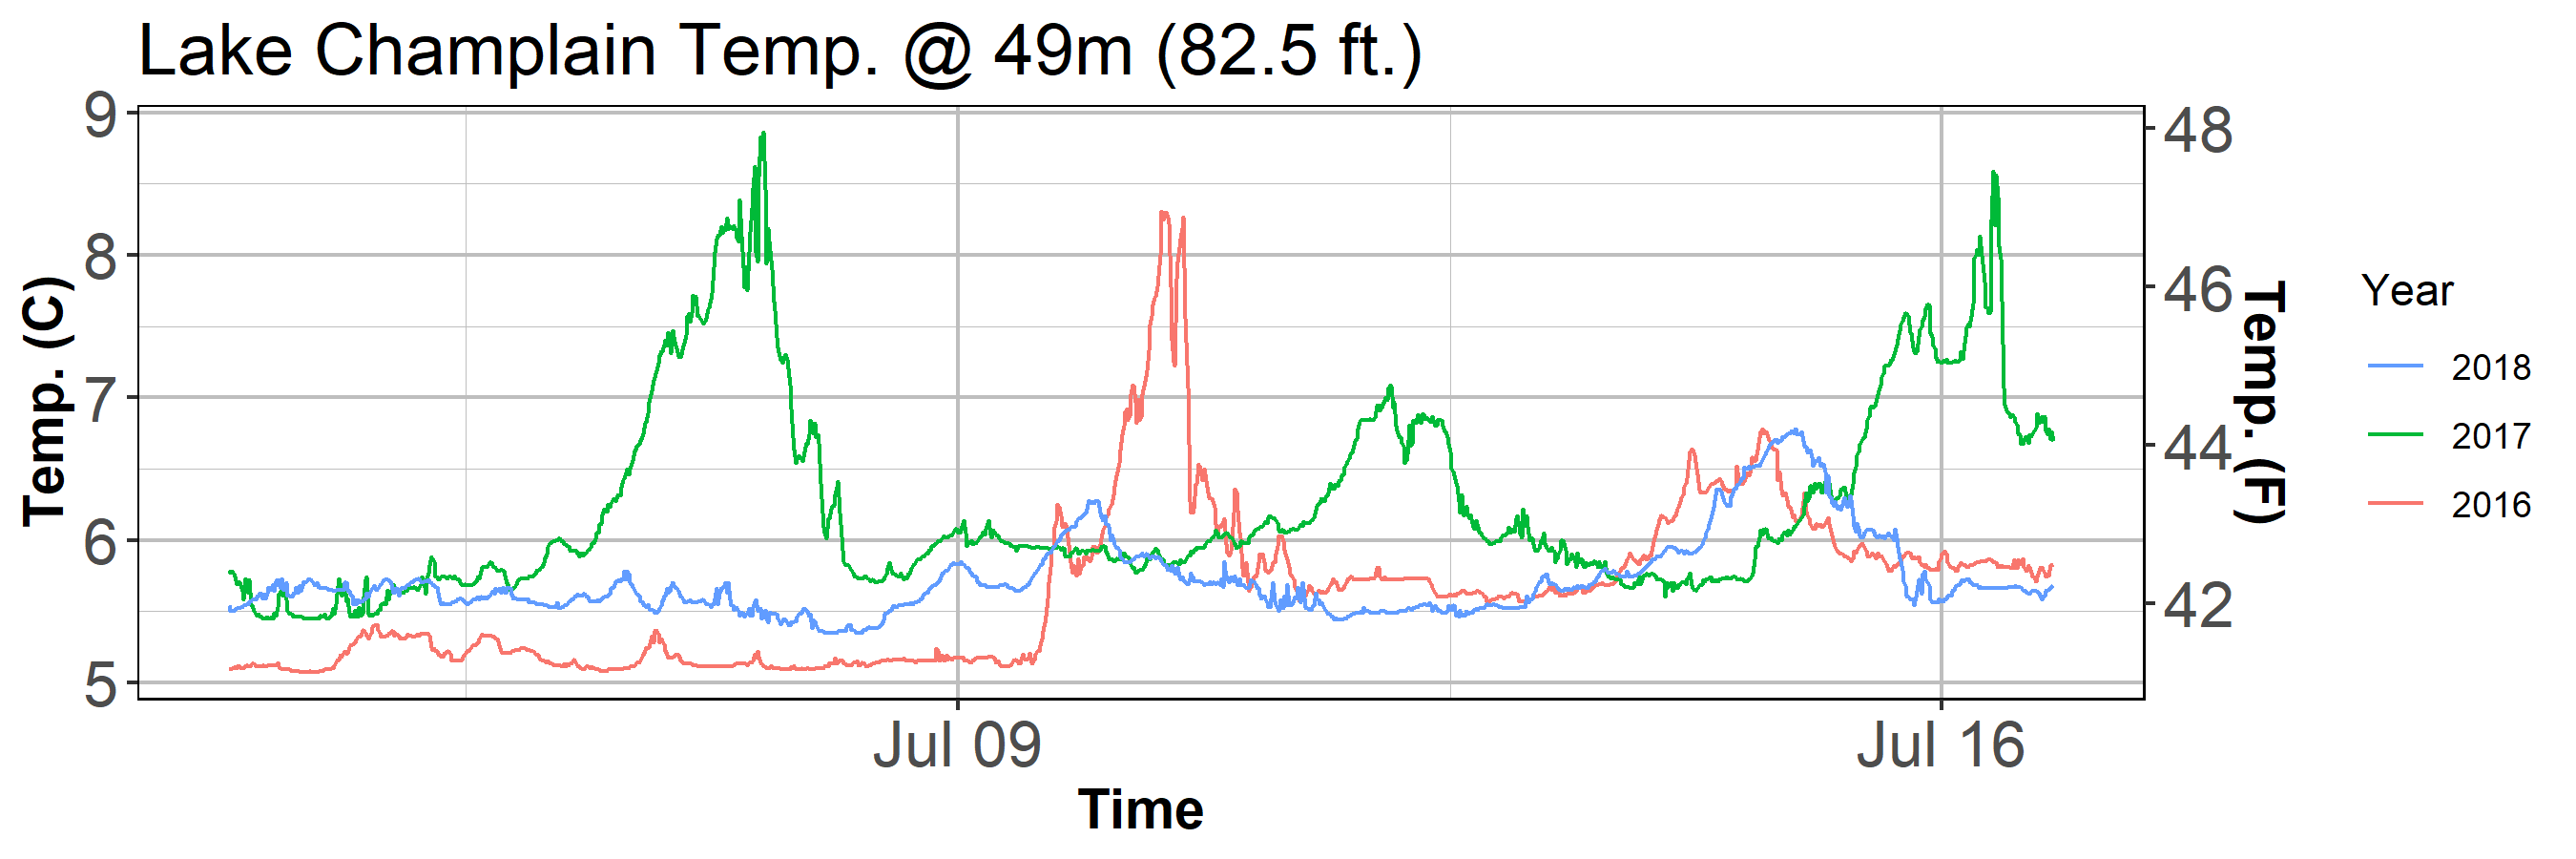 Lake Champlain Temp. @ 49m (82.5 ft.)
9
8
7
6
5
Temp. (C)
48
46
44
42
Temp. (F)
Jul 09
Jul 16
Time
Year
2018
2017
2016